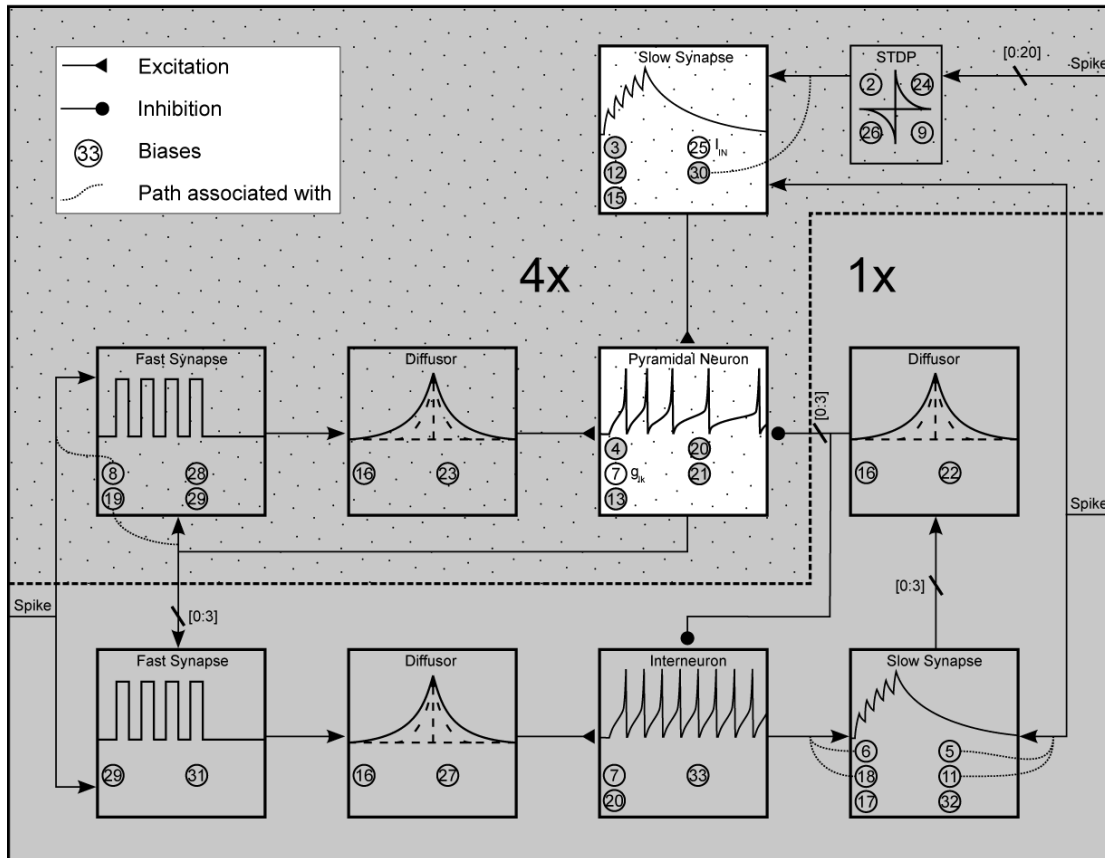 Excitation
Inhibition
33 Biases
Path associated with
Slow Synapse
3 25 I_IN
12 30
15
STDP
2 24
26 9
[0:20]
Spike
4x
1x
Fast Synapse
8 28
19 29
Diffusor
16 23
Pyramidal Neuron
4 20
7 g_lk 21
13
[0:3]
Diffusor
16 22
Spike
Spike
[0:3]
[0:3]
Fast Synapse
29 31
Diffusor
16 27
Interneuron
7 33
20
Slow Synapse
6 5
18 11
17 32